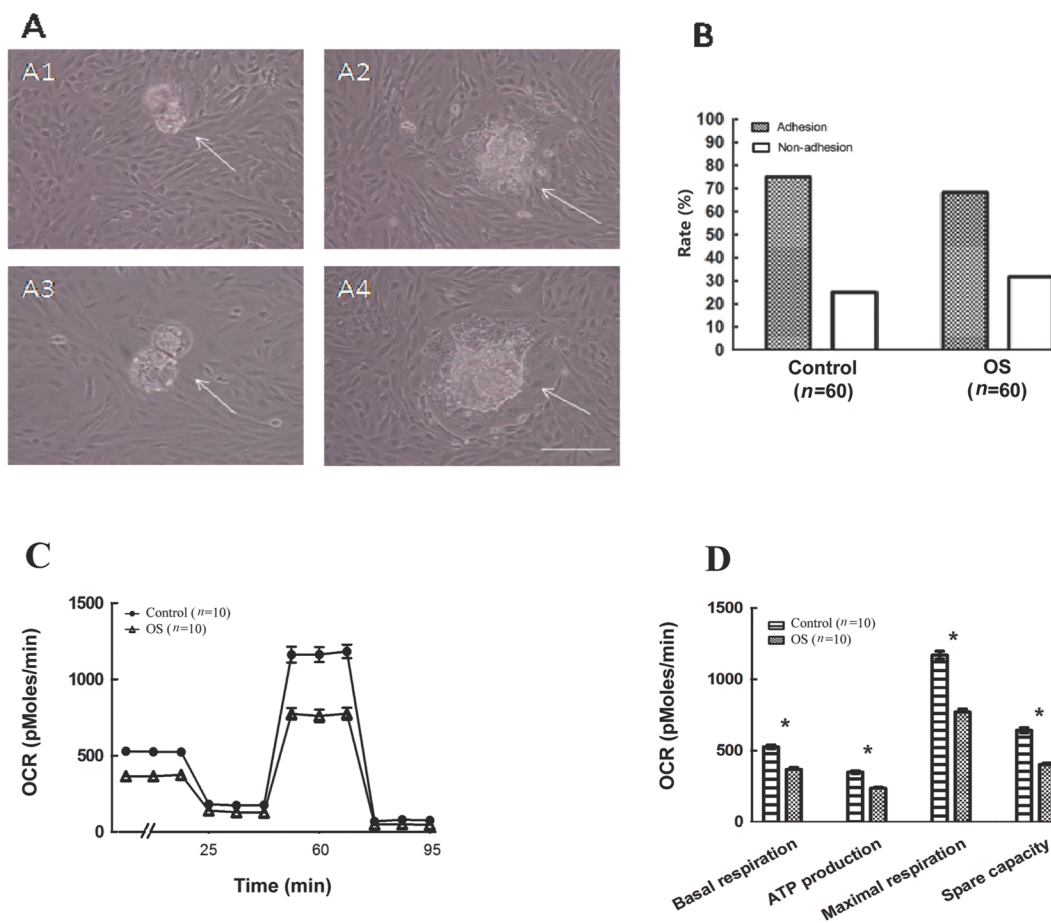 A
A1
A2
A3
A4
B
Rate (%)
100
90
80
70
60
50
40
30
20
10
0
Adhesion
Non-adhesion
Control
(n=60)
OS
(n=60)
C
OCR (pMoles/min)
1500
1000
500
0
Control (n=10)
OS (n=10)
25
60
95
Time (min)
D
OCR (pMoles/min)
1500
1000
500
0
Control (n=10)
OS (n=10)
*
*
*
*
Basal respiration
ATP production
Maximal respiration
Spare capacity